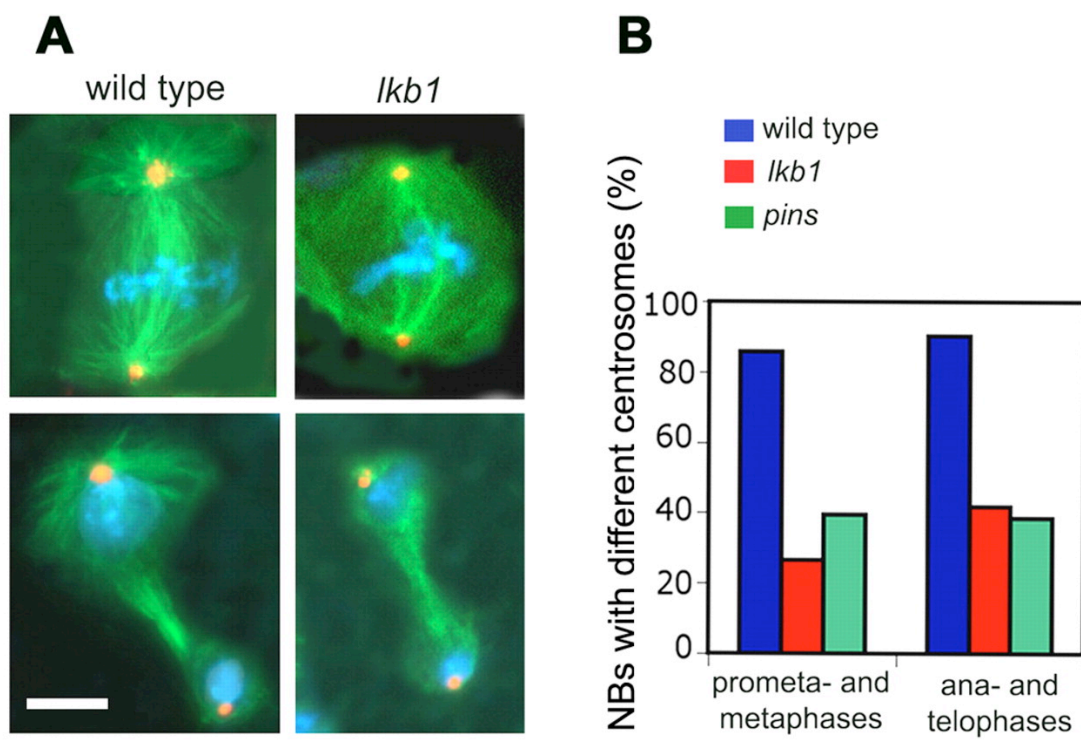 A
wild type
lkb1
B
wild type
lkb1
pins
NBs with different centrosomes (%)
100
80
60
40
20
0
prometa- and
metaphases
ana- and
telophases